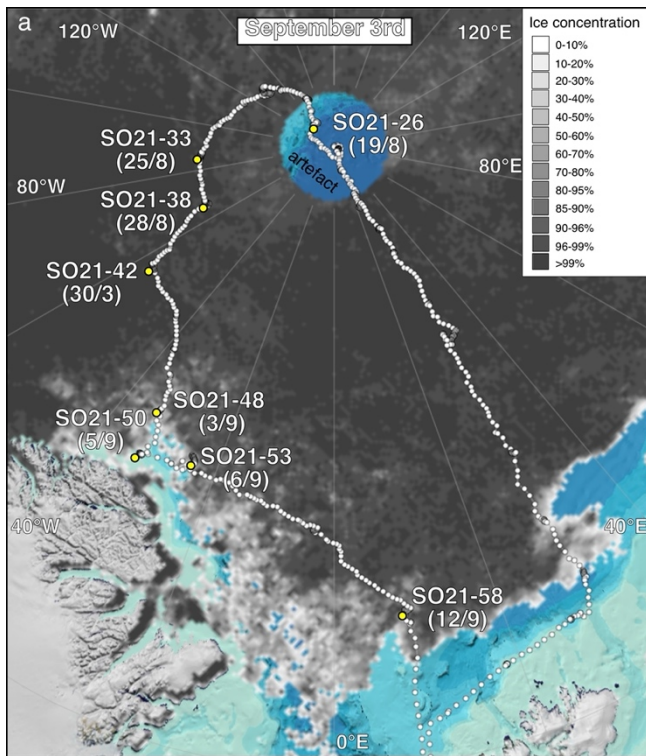 a
120°W
September 3rd
120°E
Ice concentration
0-10%
10-20%
20-30%
30-40%
40-50%
50-60%
60-70%
70-80%
80-95%
85-90%
90-96%
96-99%
>99%
SO21-26
(19/8)
SO21-33
(25/8)
artefact
80°E
80°W
SO21-38
(28/8)
SO21-42
(30/3)
SO21-50
(5/9)
SO21-48
(3/9)
SO21-53
(6/9)
40°W
40°E
SO21-58
(12/9)
0°E